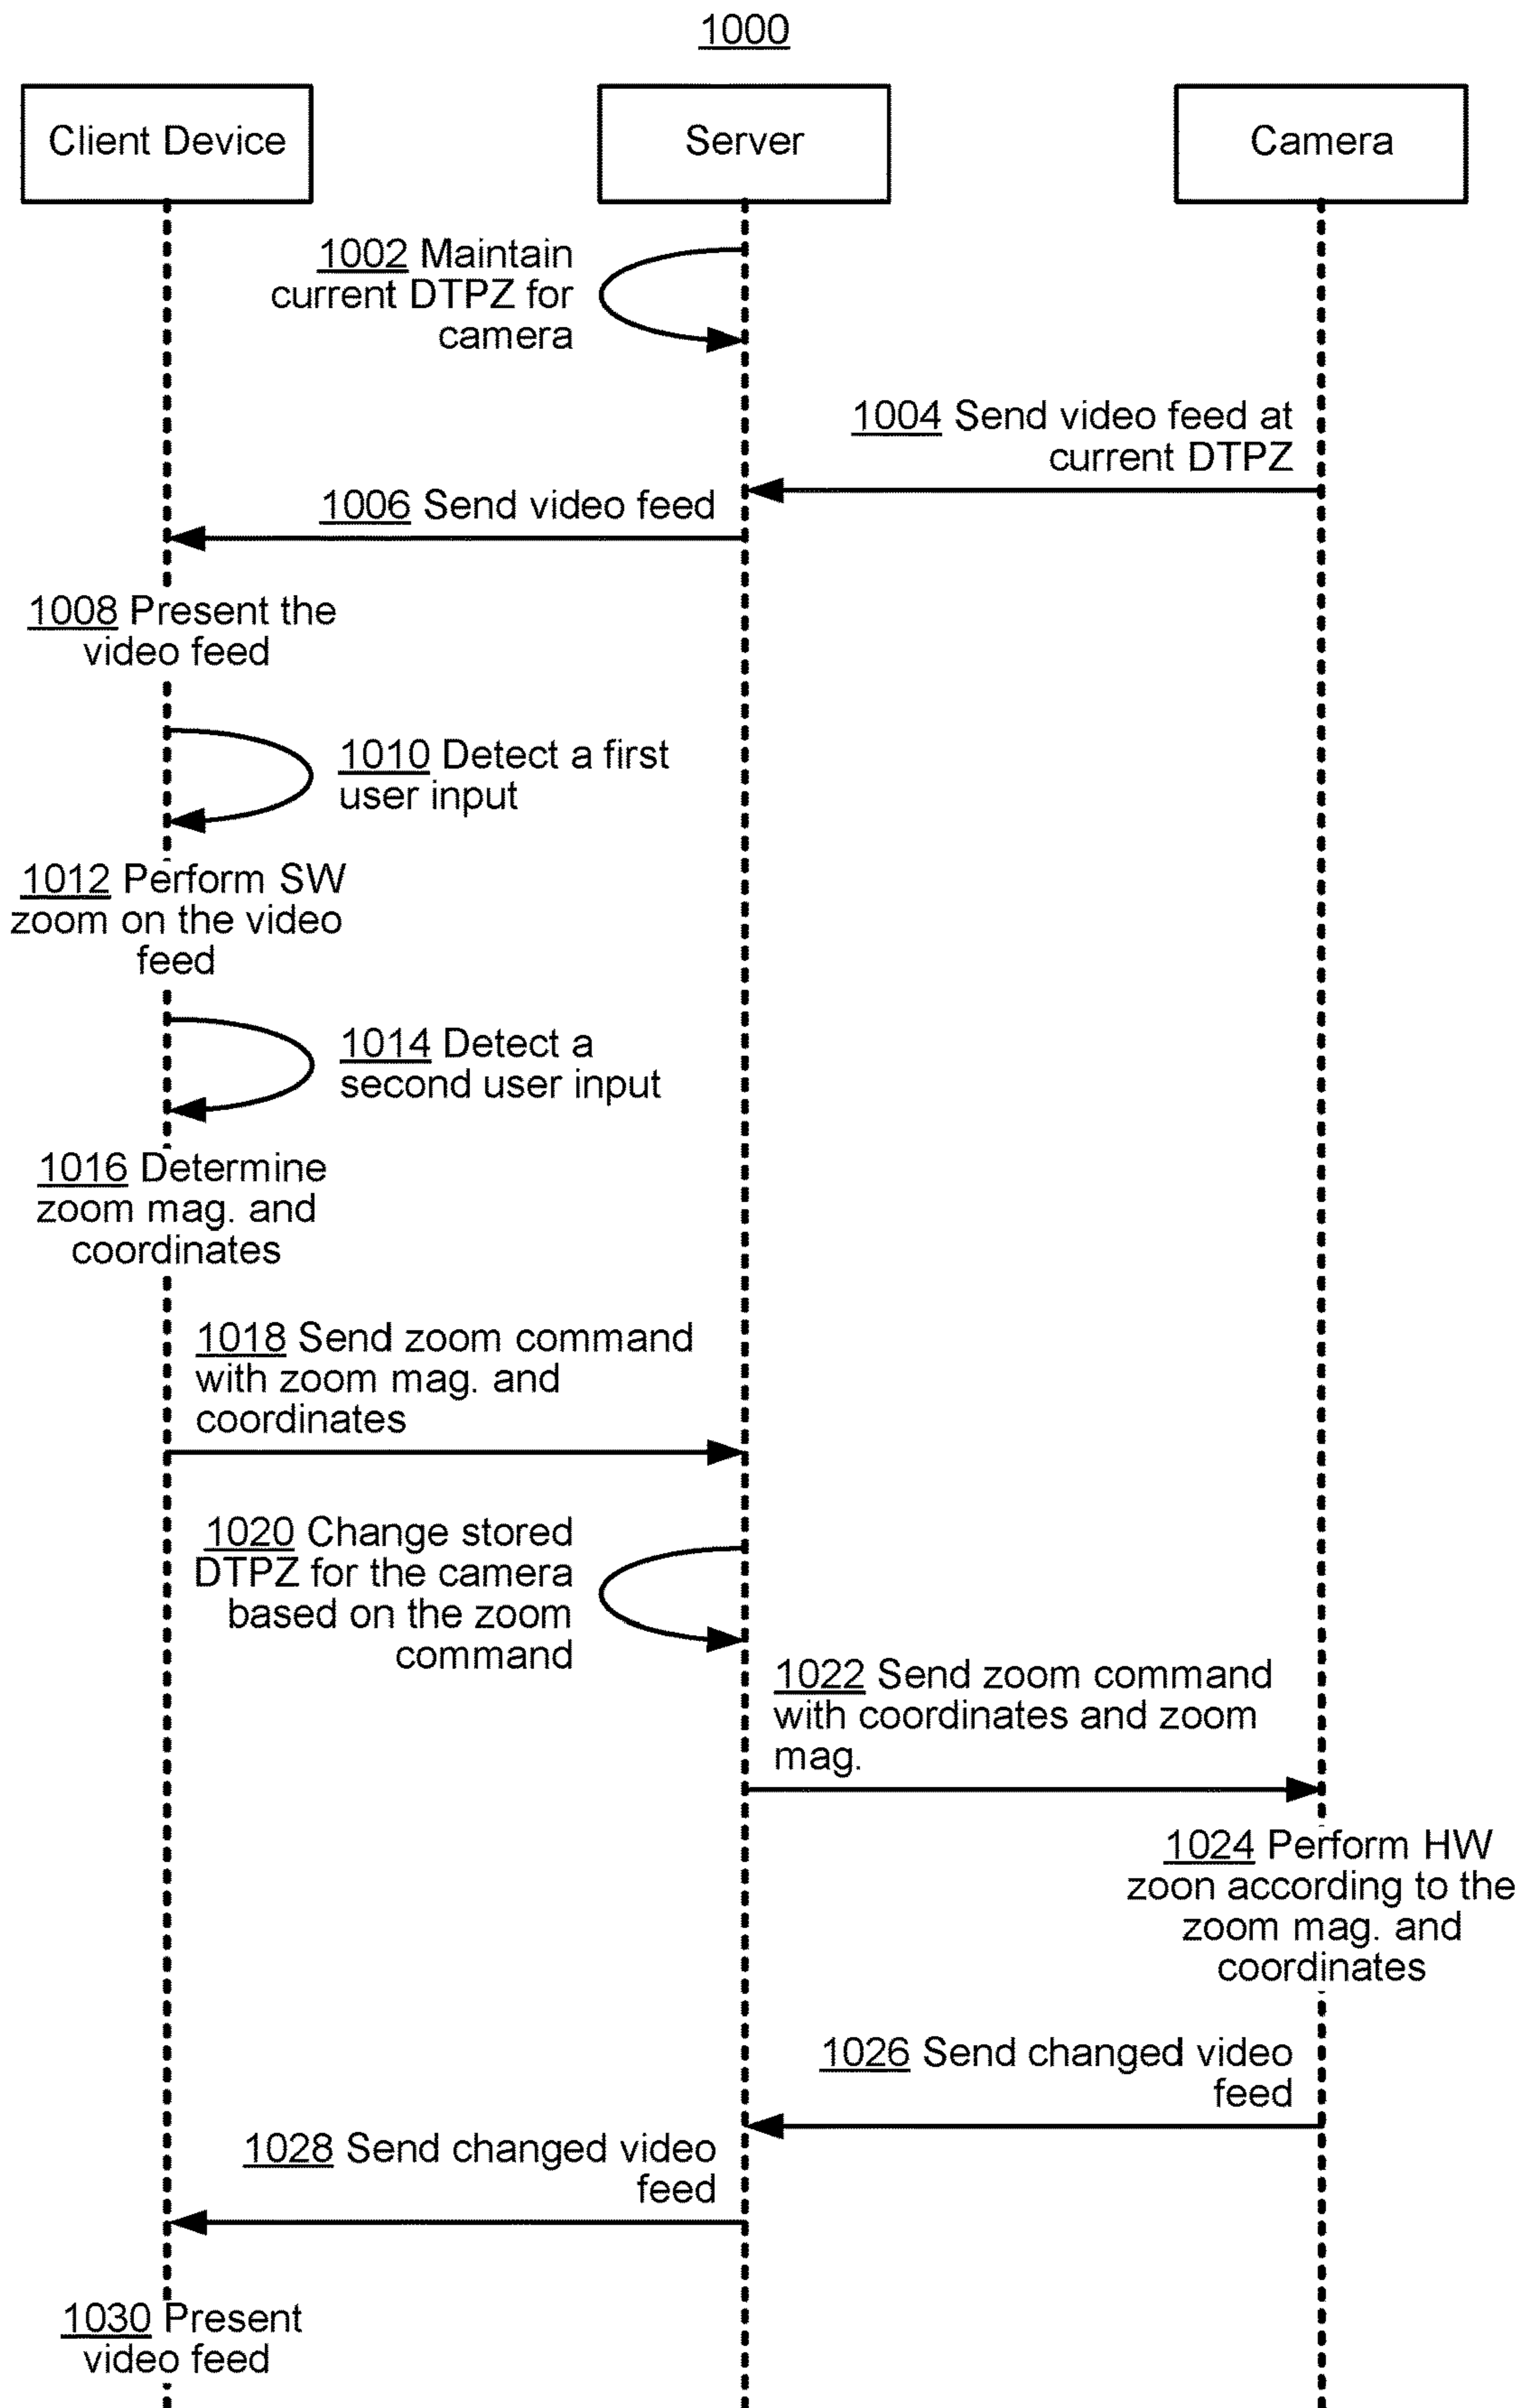 1000
Client Device
Server
Camera
1002 Maintain
current DTPZ for
camera
1004 Send video feed at
current DTPZ
1006 Send video feed
1008 Present the
video feed
1010 Detect a first
user input
1012 Perform SW
zoom on the video
feed
1014 Detect a
second user input
1016 Determine
zoom mag. and
coordinates
1018 Send zoom command
with zoom mag. and
coordinates
1020 Change stored
DTPZ for the camera
based on the zoom
command
1022 Send zoom command
with coordinates and zoom
mag.
1024 Perform HW
zoon according to the
zoom mag. and
coordinates
1026 Send changed video
feed
1028 Send changed video
feed
1030 Present
video feed